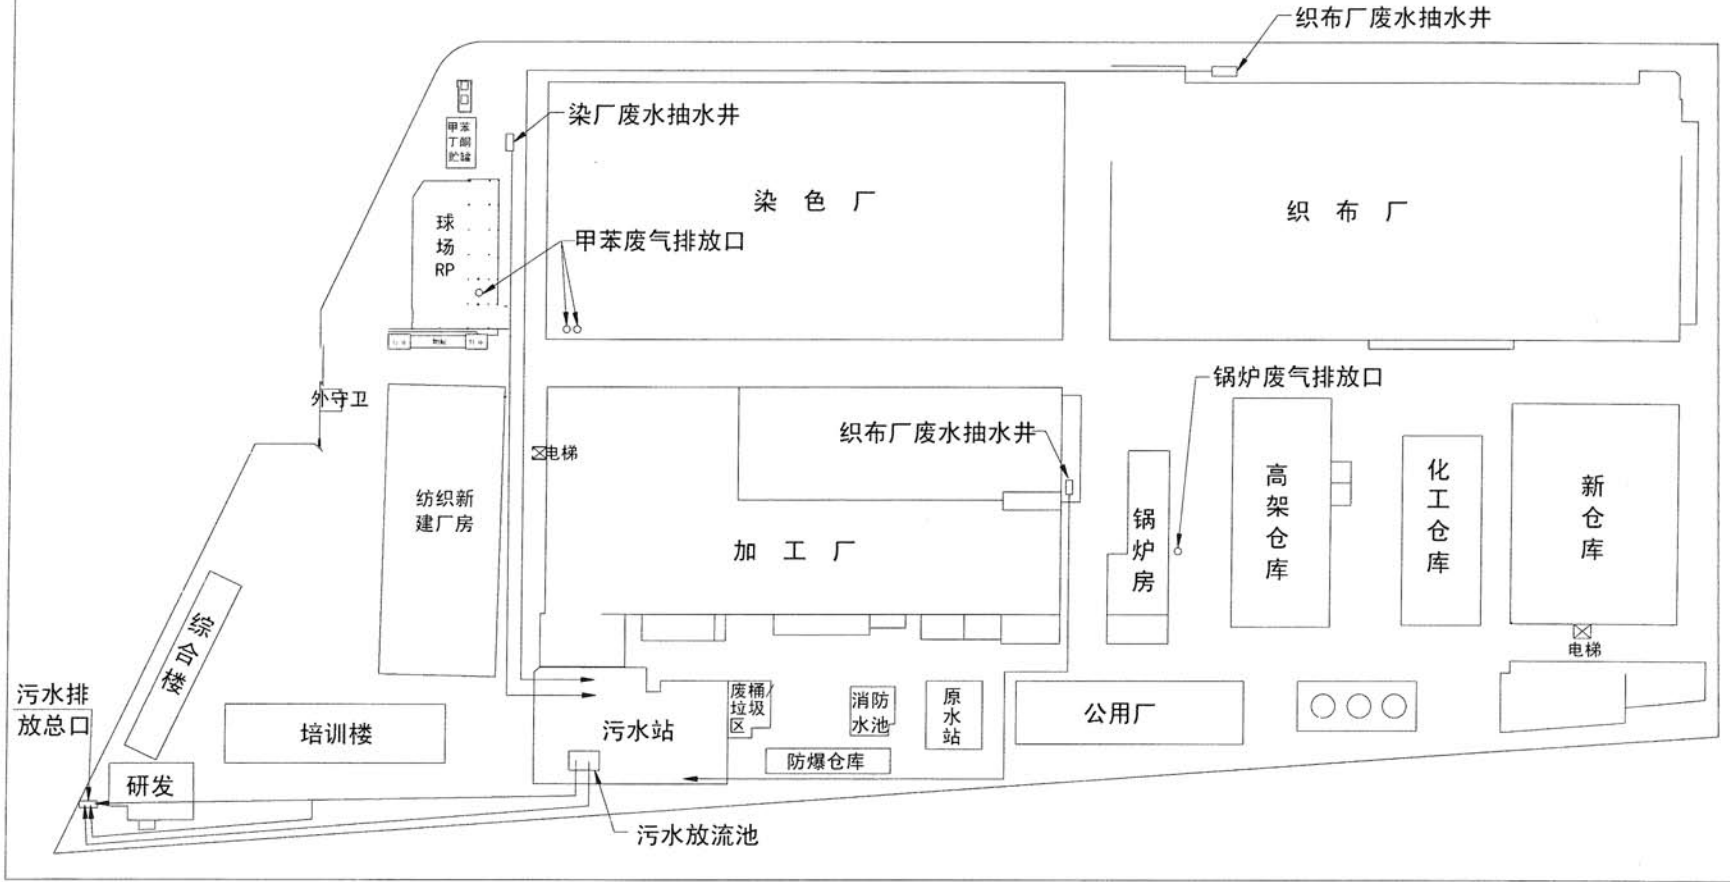 织布厂废水抽水井
染厂废水抽水井
甲苯
丁酮
贮罐
染 色 厂
织 布 厂
球
场
RP
甲苯废气排放口
外守卫
锅炉废气排放口
织布厂废水抽水井
电梯
纺织新
建厂房
加 工 厂
锅
炉
房
高
架
仓
库
化
工
仓
库
新
仓
库
电梯
综
合
楼
污水排
放总口
培训楼
研发
污水站
废桶/
垃圾
区
消防
水池
原
水
站
防爆仓库
公用厂
污水放流池